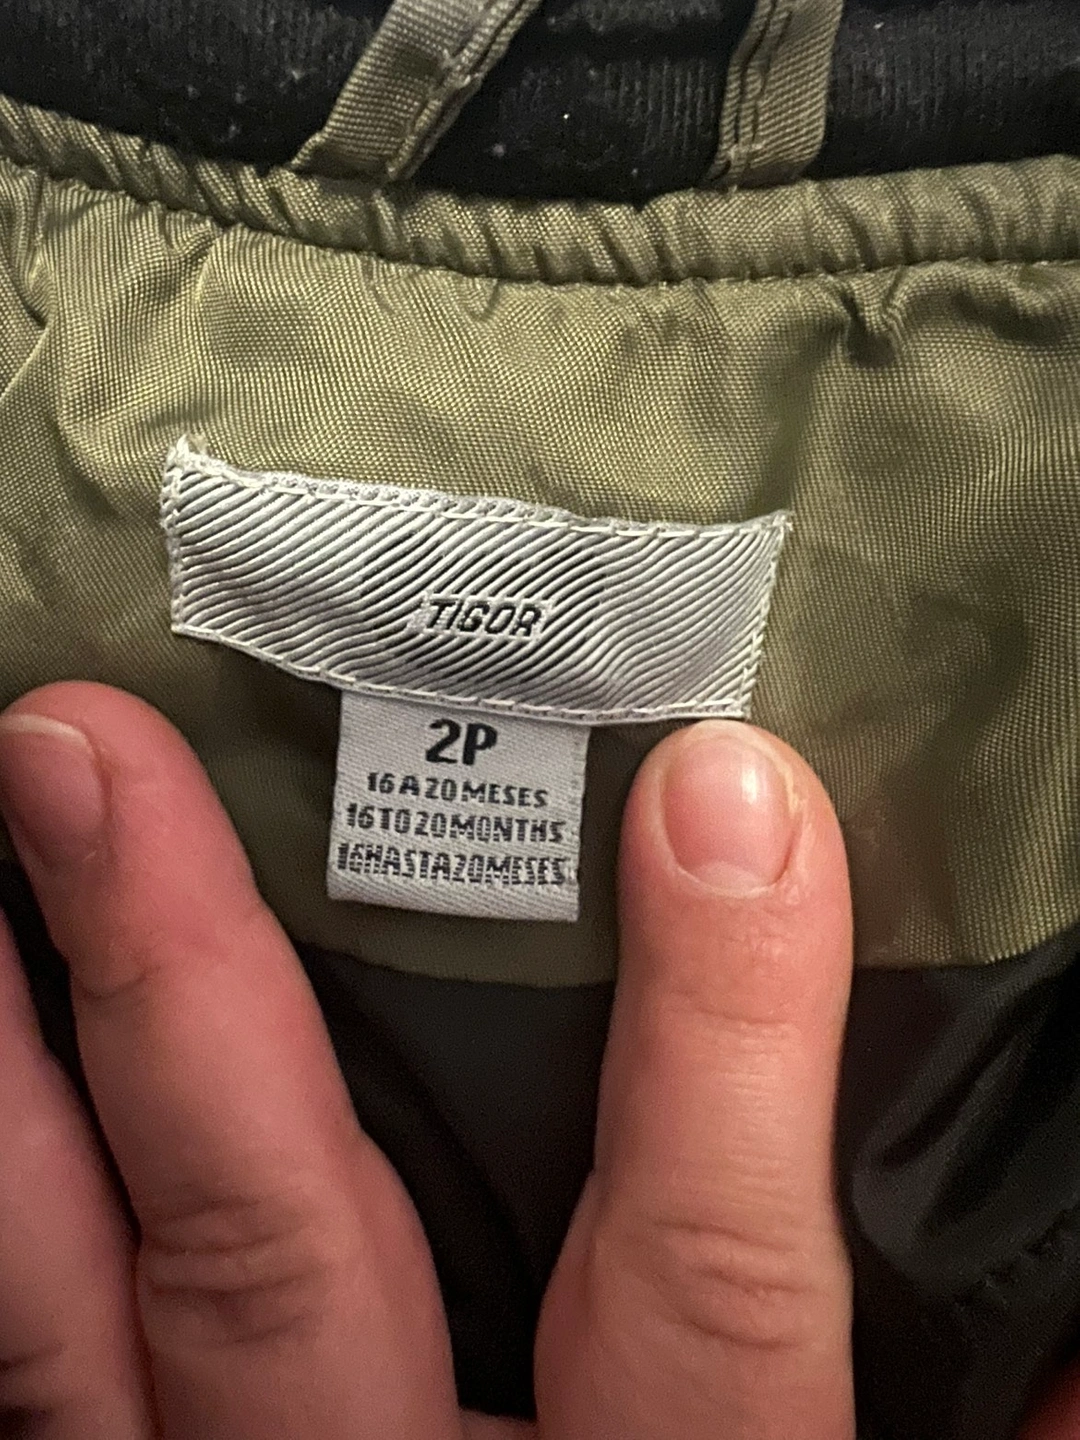 TIGOR
2P
16 A 20 MESES
16 TO 20 MONTHS
16 HASTA 20 MESES